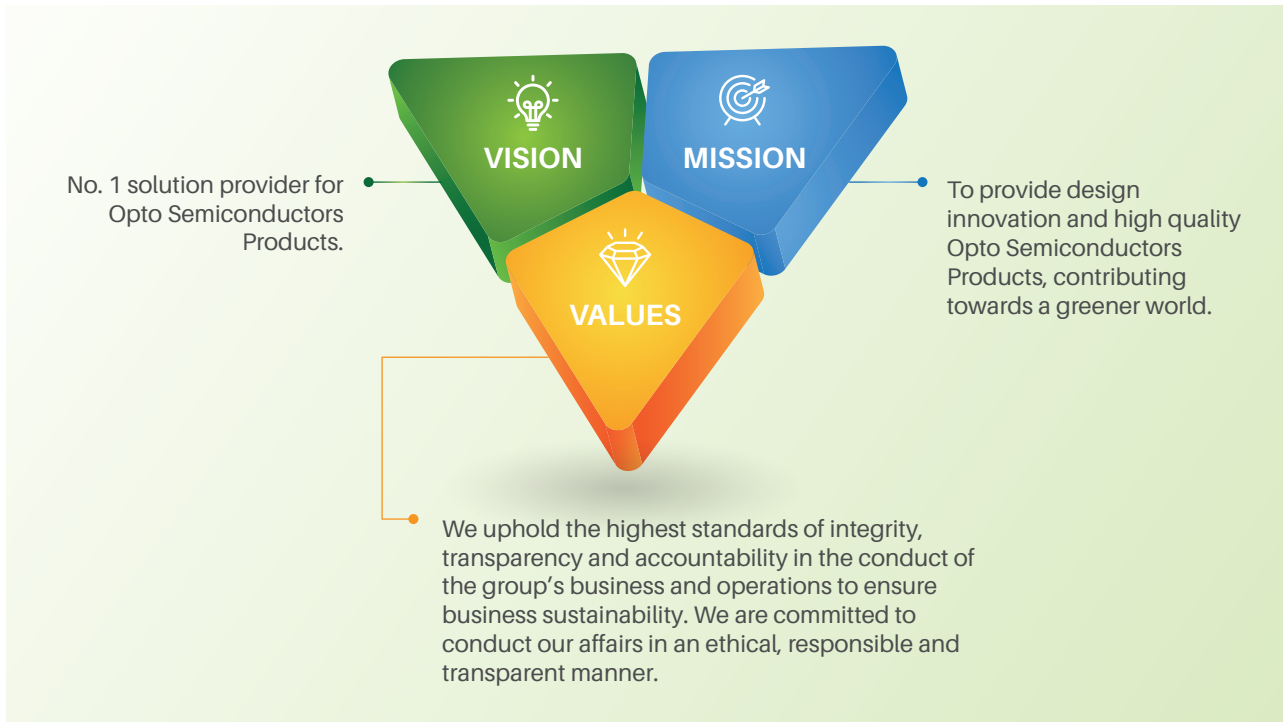 VISION
MISSION
VALUES
No. 1 solution provider for
Opto Semiconductors
Products.
To provide design
innovation and high quality
Opto Semiconductors
Products, contributing
towards a greener world.
We uphold the highest standards of integrity,
transparency and accountability in the conduct of
the group’s business and operations to ensure
business sustainability. We are committed to
conduct our affairs in an ethical, responsible and
transparent manner.